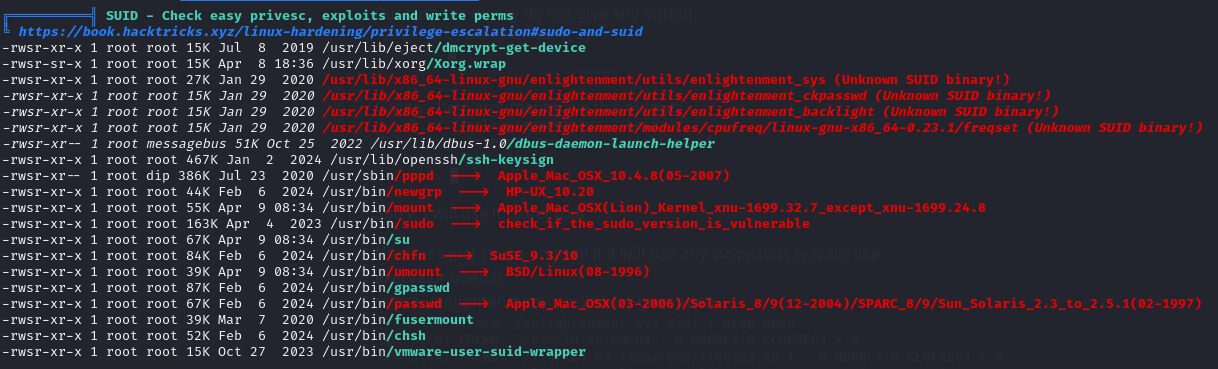 ╔══════════╣ SUID - Check easy privesc, exploits and write perms
╚ https://book.hacktricks.xyz/linux-hardening/privilege-escalation#sudo-and-suid
-rwsr-xr-x 1 root root 15K Jul  8  2019 /usr/lib/eject/dmcrypt-get-device
-rwsr-sr-x 1 root root 15K Apr  8 18:36 /usr/lib/xorg/Xorg.wrap
-rwsr-xr-x 1 root root 27K Jan 29  2020 /usr/lib/x86_64-linux-gnu/enlightenment/utils/enlightenment_sys (Unknown SUID binary!)
-rwsr-xr-x 1 root root 15K Jan 29  2020 /usr/lib/x86_64-linux-gnu/enlightenment/utils/enlightenment_ckpasswd (Unknown SUID binary!)
-rwsr-xr-x 1 root root 15K Jan 29  2020 /usr/lib/x86_64-linux-gnu/enlightenment/utils/enlightenment_backlight (Unknown SUID binary!)
-rwsr-xr-x 1 root root 15K Jan 29  2020 /usr/lib/x86_64-linux-gnu/enlightenment/modules/cpufreq/linux-gnu-x86_64-0.23.1/freqset (Unknown SUID binary!)
-rwsr-xr-- 1 root messagebus 51K Oct 25  2022 /usr/lib/dbus-1.0/dbus-daemon-launch-helper
-rwsr-xr-x 1 root root 467K Jan  2  2024 /usr/lib/openssh/ssh-keysign
-rwsr-xr-- 1 root dip 386K Jul 23  2020 /usr/sbin/pppd  --->  Apple_Mac_OSX_10.4.8(05-2007)
-rwsr-xr-x 1 root root 44K Feb  6  2024 /usr/bin/newgrp  --->  HP-UX_10.20
-rwsr-xr-x 1 root root 55K Apr  9 08:34 /usr/bin/mount  --->  Apple_Mac_OSX(Lion)_Kernel_xnu-1699.32.7_except_xnu-1699.24.8
-rwsr-xr-x 1 root root 163K Apr  4  2023 /usr/bin/sudo  --->  check_if_the_sudo_version_is_vulnerable
-rwsr-xr-x 1 root root 67K Apr  9 08:34 /usr/bin/su
-rwsr-xr-x 1 root root 84K Feb  6  2024 /usr/bin/chfn  --->  SuSE_9.3/10
-rwsr-xr-x 1 root root 39K Apr  9 08:34 /usr/bin/umount  --->  BSD/Linux(08-1996)
-rwsr-xr-x 1 root root 87K Feb  6  2024 /usr/bin/gpasswd
-rwsr-xr-x 1 root root 67K Feb  6  2024 /usr/bin/passwd  --->  Apple_Mac_OSX(03-2006)/Solaris_8/9(12-2004)/SPARC_8/9/Sun_Solaris_2.3_to_2.5.1(02-1997)
-rwsr-xr-x 1 root root 39K Mar  7  2020 /usr/bin/fusermount
-rwsr-xr-x 1 root root 52K Feb  6  2024 /usr/bin/chsh
-rwsr-xr-x 1 root root 15K Oct 27  2023 /usr/bin/vmware-user-suid-wrapper